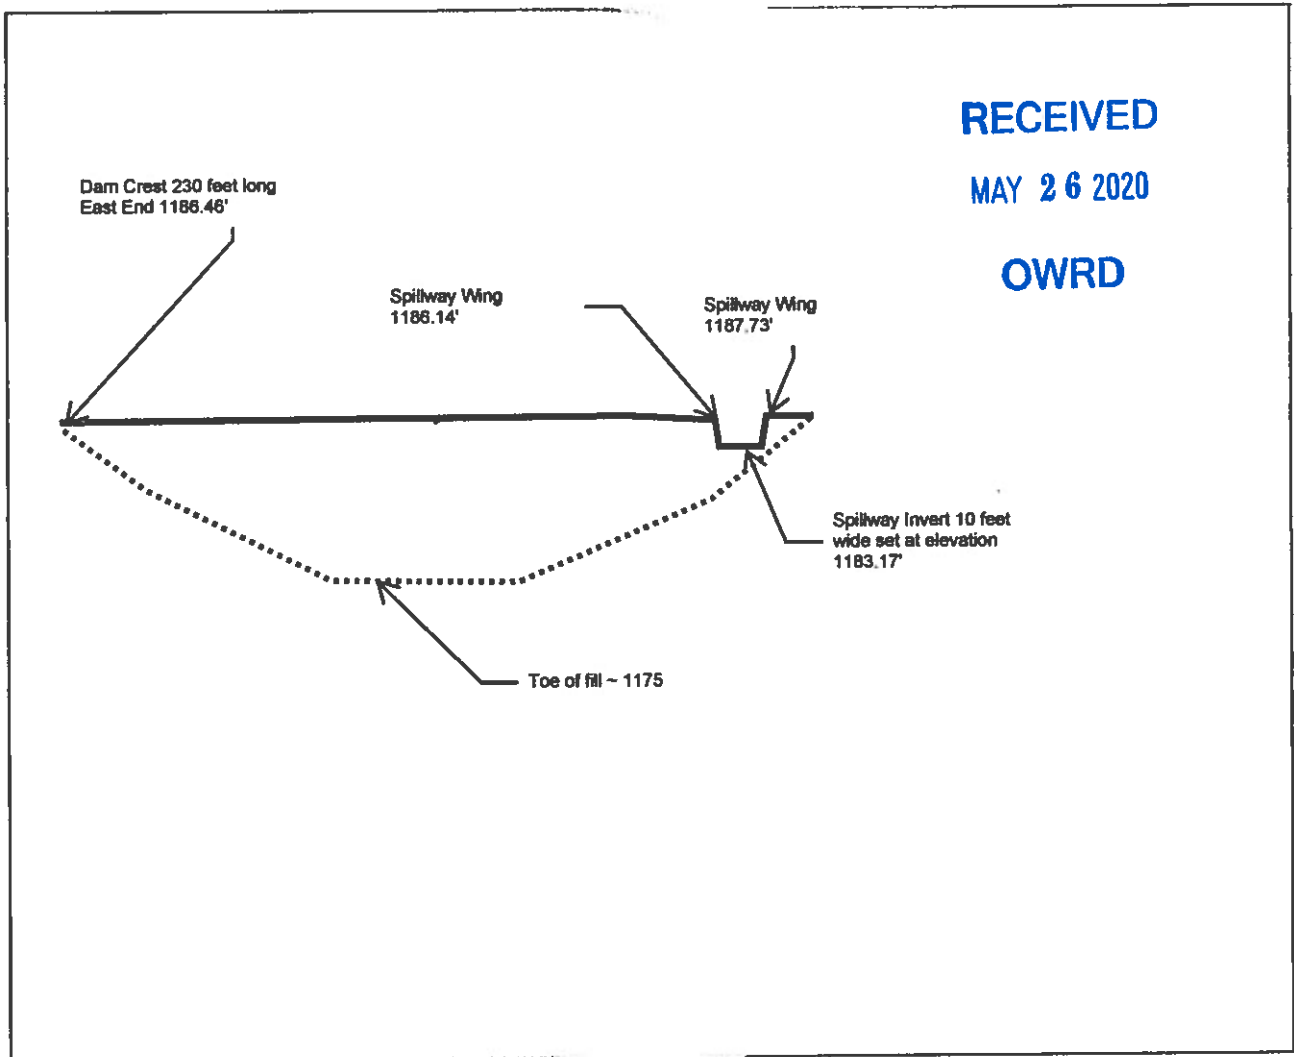 RECEIVED
MAY 26 2020
OWRD
Dam Crest 230 feet long
East End 1186.46'
Spillway Wing
1186.14'
Spillway Wing
1187.73'
Spillway Invert 10 feet
wide set at elevation
1183.17'
Toe of fill ~ 1175